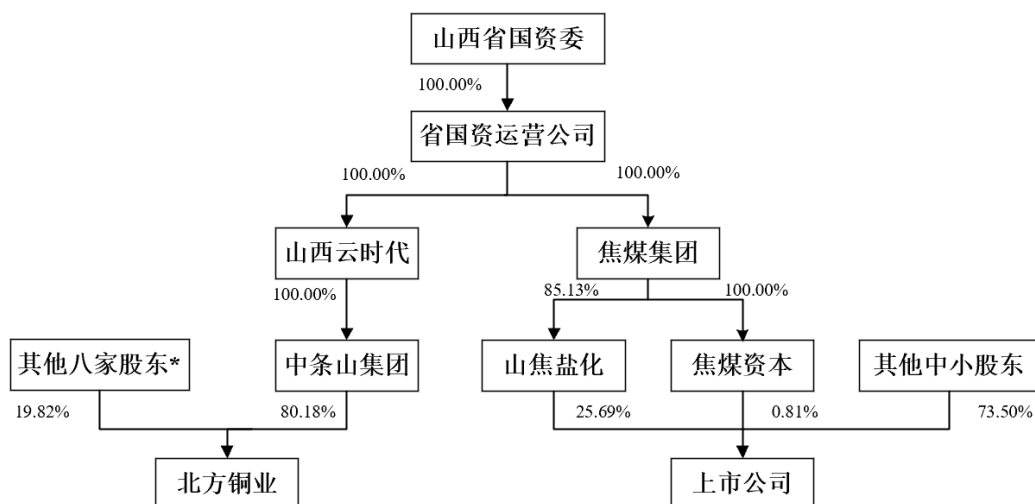 山西省国资委
100.00%
省国资运营公司
100.00% 100.00%
山西云时代 焦煤集团
100.00% 85.13% 100.00%
其他八家股东* 中条山集团 山焦盐化 焦煤资本 其他中小股东
19.82% 80.18% 25.69% 0.81% 73.50%
北方铜业 上市公司